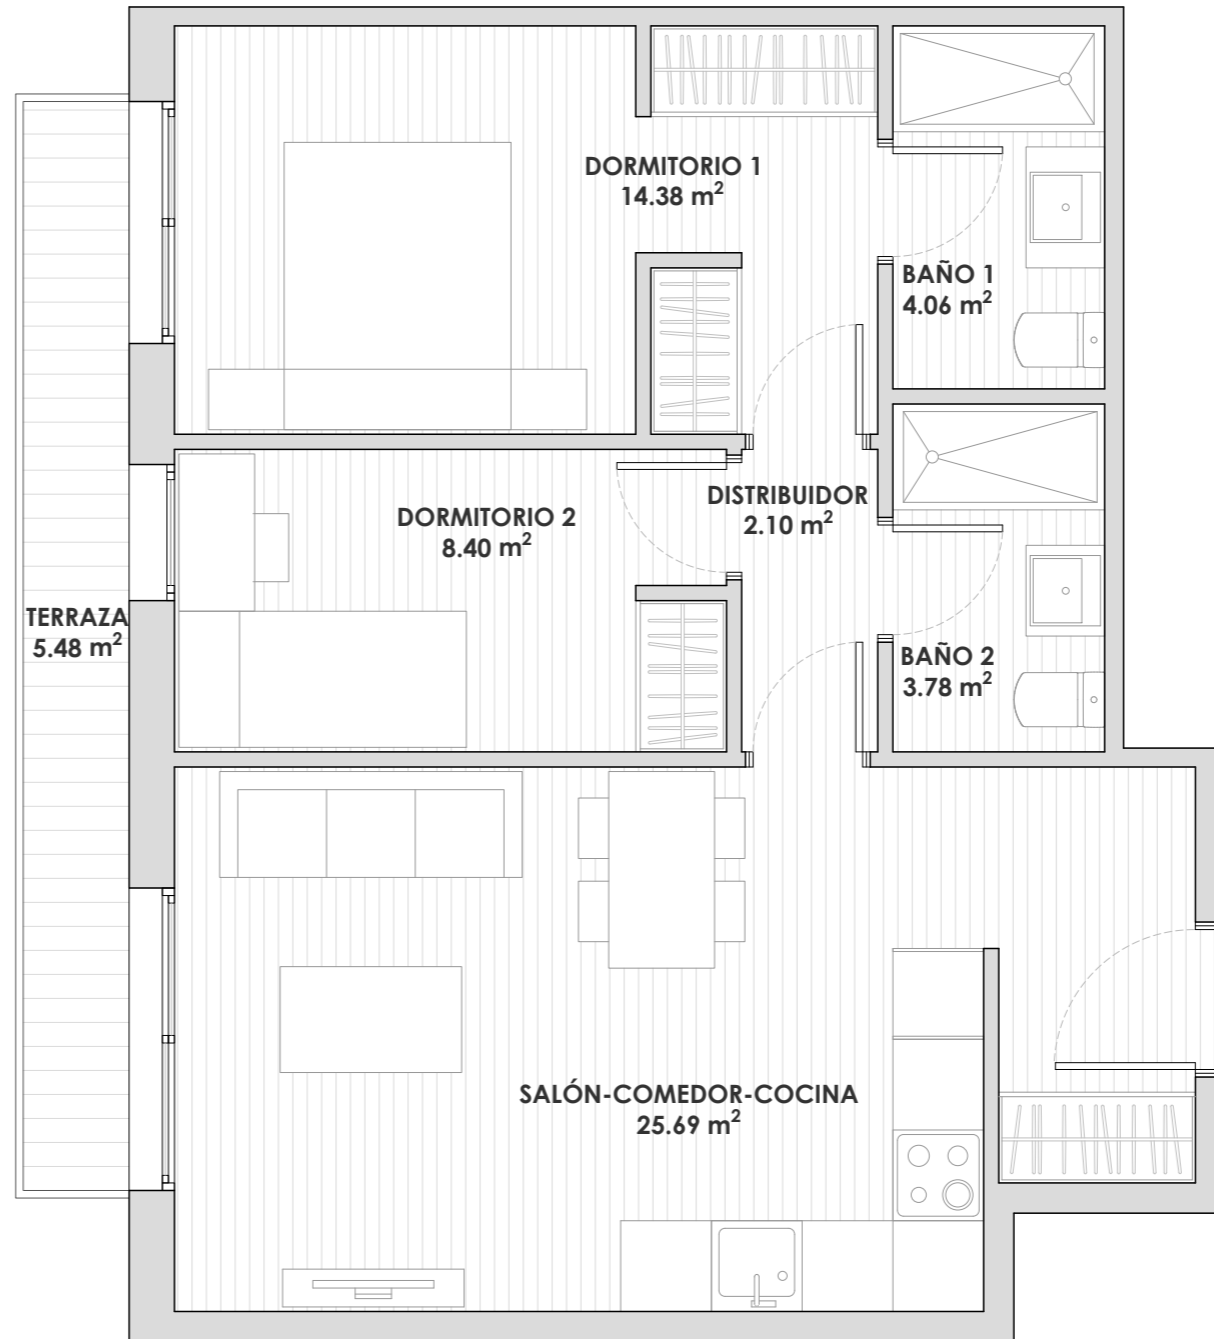 DORMITORIO 1
14.38 m²
BAÑO 1
4.06 m²
DISTRIBUIDOR
2.10 m²
DORMITORIO 2
8.40 m²
TERRAZA
5.48 m²
BAÑO 2
3.78 m²
SALÓN-COMEDOR-COCINA
25.69 m²